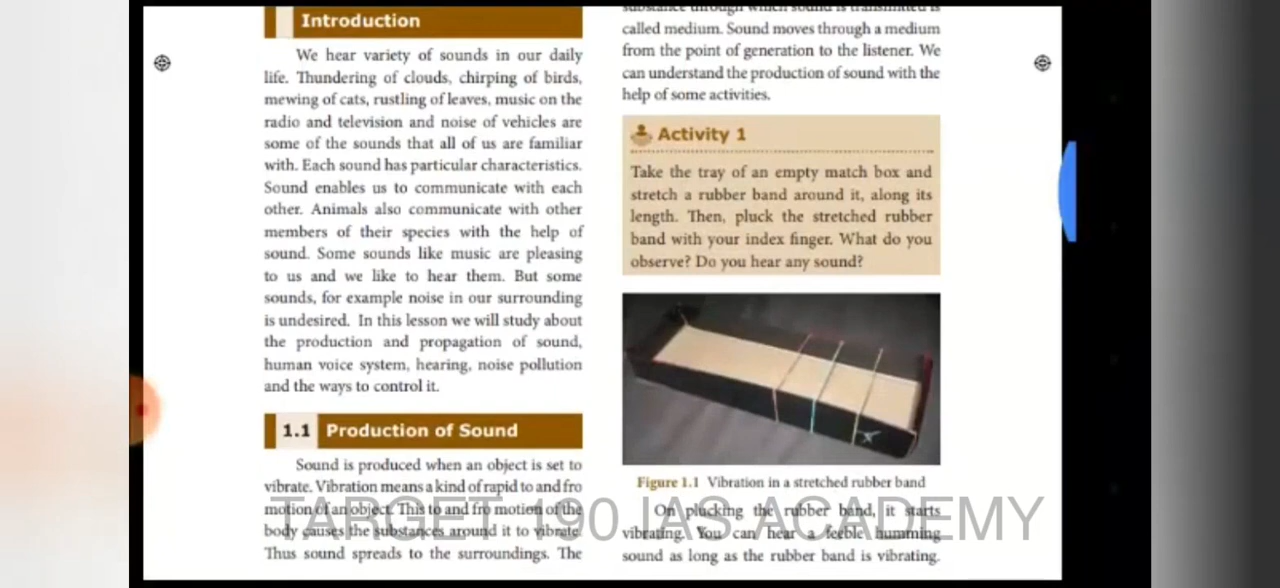 Introduction
We hear variety of sounds in our daily
life. Thundering of clouds, chirping of birds,
mewing of cats, rustling of leaves, music on the
radio and television and noise of vehicles are
some of the sounds that all of us are familiar
with. Each sound has particular characteristics.
Sound enables us to communicate with each
other. Animals also communicate with other
members of their species with the help of
sound. Some sounds like music are pleasing
to us and we like to hear them. But some
sounds, for example noise in our surrounding
is undesired. In this lesson we will study about
the production and propagation of sound,
human voice system, hearing, noise pollution
and the ways to control it.
1.1 Production of Sound
Sound is produced when an object is set to
vibrate. Vibration means a kind of rapid to and fro
motion of an object. This to and fro motion of the
body causes the substances around it to vibrate.
Thus sound spreads to the surroundings. The
substance through which sound is transmitted is
called medium. Sound moves through a medium
from the point of generation to the listener. We
can understand the production of sound with the
help of some activities.
Activity 1
Take the tray of an empty match box and
stretch a rubber band around it, along its
length. Then, pluck the stretched rubber
band with your index finger. What do you
observe? Do you hear any sound?
Figure 1.1 Vibration in a stretched rubber band
On plucking the rubber band, it starts
vibrating. You can hear a feeble humming
sound as long as the rubber band is vibrating.
TARGET 190 IAS ACADEMY